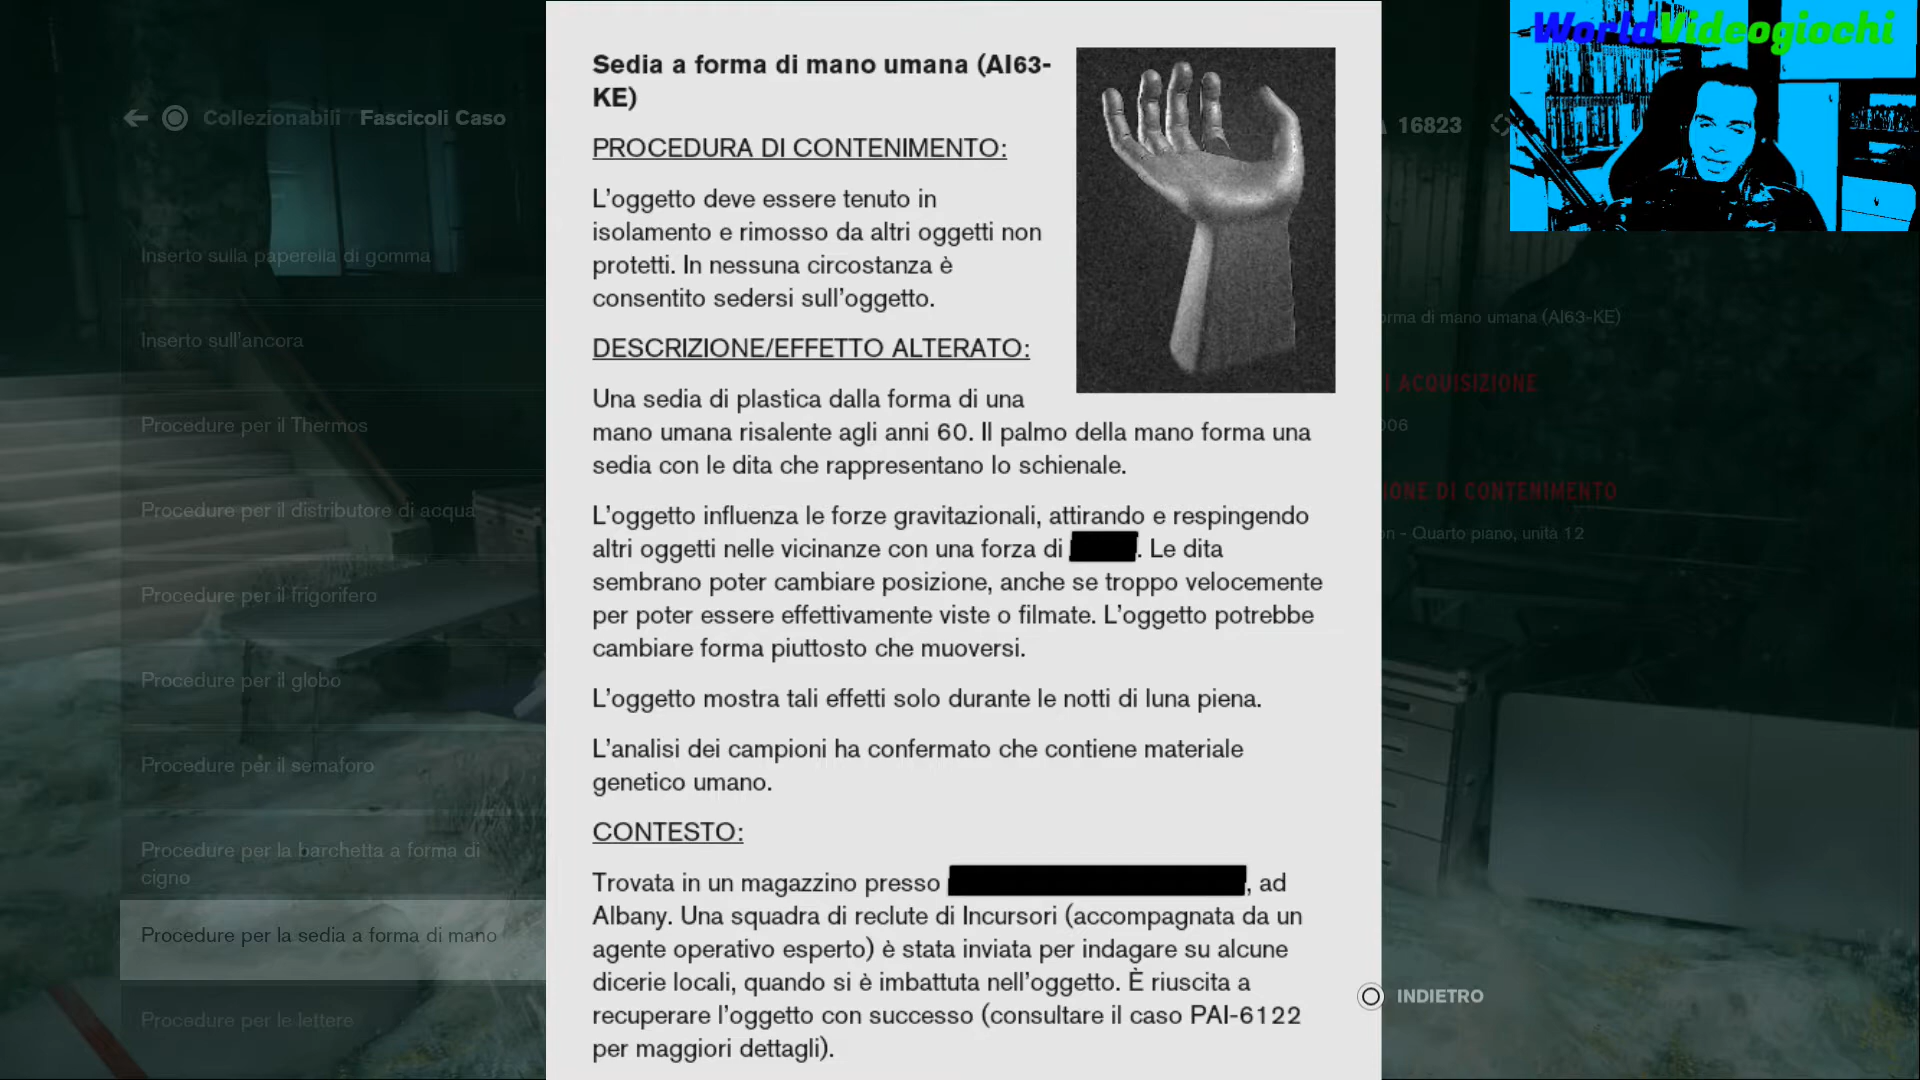 WorldVideogiochi
Collezionabili Fascicoli Caso
16823
Inserto sulla paperella di gomma
Inserto sull'ancora
Procedure per il Thermos
Procedure per il distributore di acqua
Procedure per il frigorifero
Procedure per il globo
Procedure per il semaforo
Procedure per la barchetta a forma di
cigno
Procedure per la sedia a forma di mano
Procedure per le lettere
Sedia a forma di mano umana (AI63-
KE)
PROCEDURA DI CONTENIMENTO:
L'oggetto deve essere tenuto in
isolamento e rimosso da altri oggetti non
protetti. In nessuna circostanza è
consentito sedersi sull'oggetto.
DESCRIZIONE/EFFETTO ALTERATO:
Una sedia di plastica dalla forma di una
mano umana risalente agli anni 60. Il palmo della mano forma una
sedia con le dita che rappresentano lo schienale.
L'oggetto influenza le forze gravitazionali, attirando e respingendo
altri oggetti nelle vicinanze con una forza di . Le dita
sembrano poter cambiare posizione, anche se troppo velocemente
per poter essere effettivamente viste o filmate. L'oggetto potrebbe
cambiare forma piuttosto che muoversi.
L'oggetto mostra tali effetti solo durante le notti di luna piena.
L'analisi dei campioni ha confermato che contiene materiale
genetico umano.
CONTESTO:
Trovata in un magazzino presso , ad
Albany. Una squadra di reclute di Incursori (accompagnata da un
agente operativo esperto) è stata inviata per indagare su alcune
dicerie locali, quando si è imbattuta nell'oggetto. È riuscita a
recuperare l'oggetto con successo (consultare il caso PAI-6122
per maggiori dettagli).
di mano umana (AI63-KE)
ACQUISIZIONE
DI CONTENIMENTO
- Quarto piano, unità 12
INDIETRO